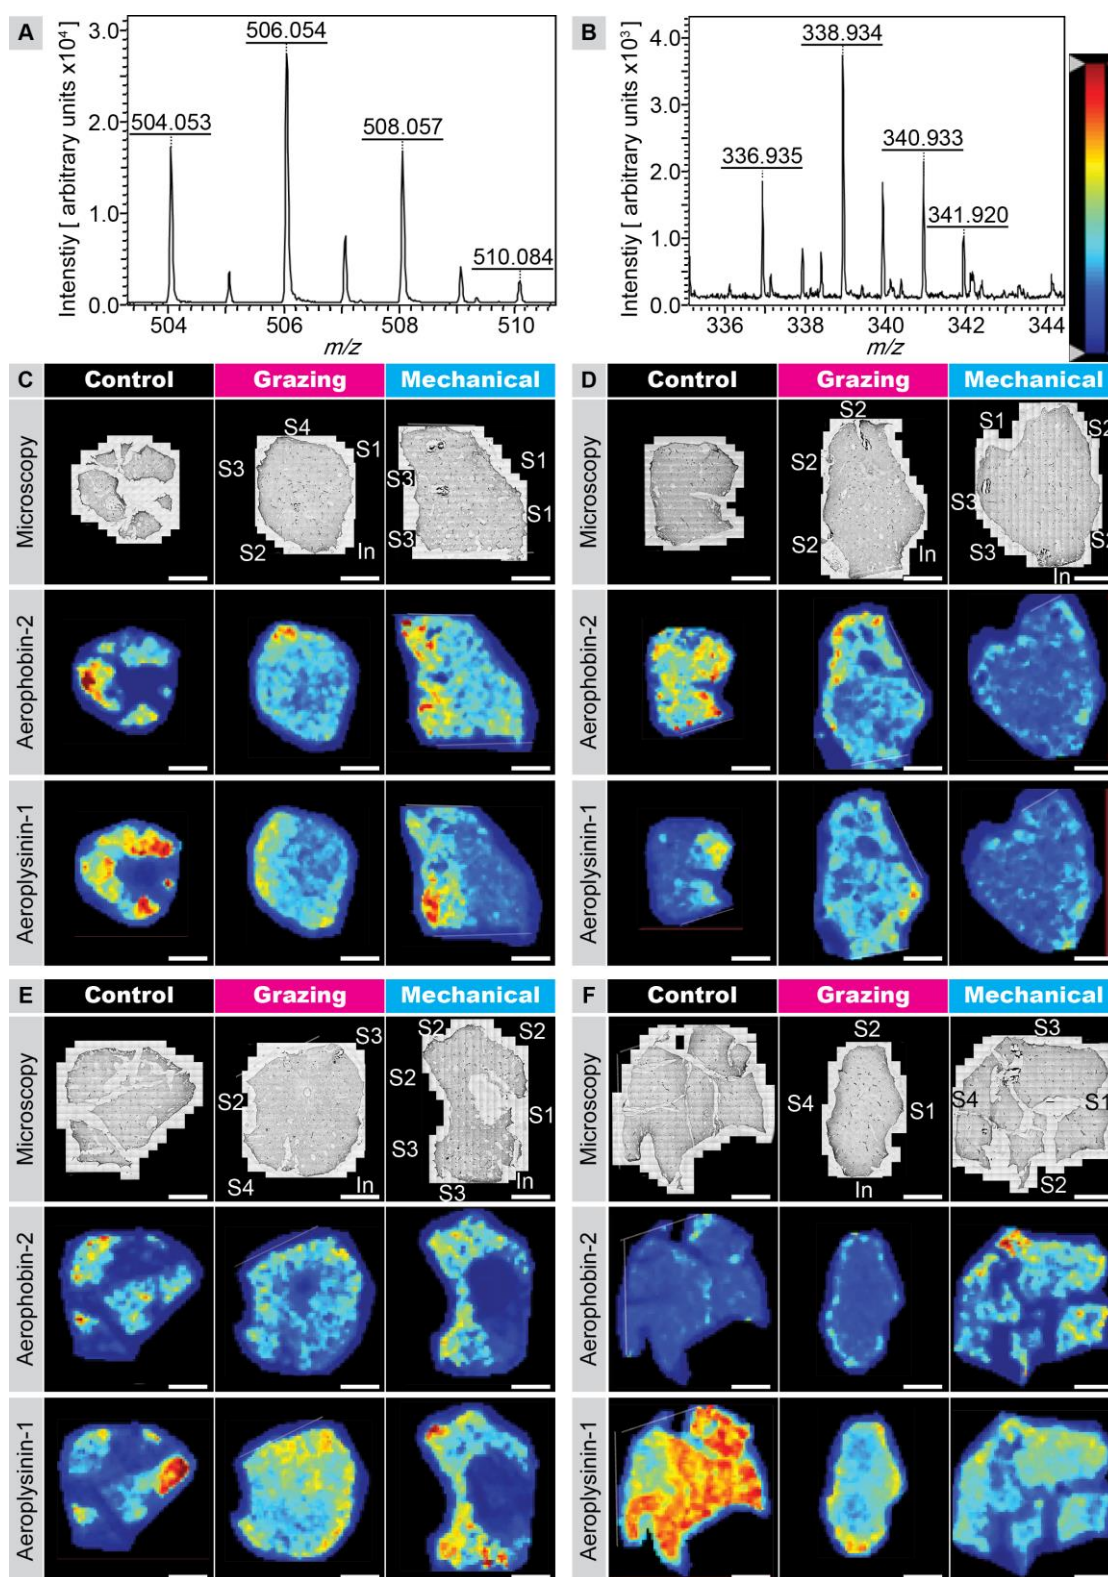 A
Intenstiy [ arbitrary units x10⁴]
3.0
2.0
1.0
0.0
504.053
506.054
508.057
510.084
504
506
508
510
m/z
B
Intenstiy [ arbitrary units x10³]
4.0
3.0
2.0
1.0
0.0
336.935
338.934
340.933
341.920
336
338
340
342
344
m/z
C
Control
Grazing
Mechanical
Microscopy
S4
S1
S3
S2
In
S1
S3
S1
S3
Aerophobin-2
Aeroplysinin-1
D
Control
Grazing
Mechanical
Microscopy
S2
S2
S2
In
S1
S2
S3
S3
S2
In
Aerophobin-2
Aeroplysinin-1
E
Control
Grazing
Mechanical
Microscopy
S3
S2
S4
In
S2
S2
S2
S1
S3
S3
In
Aerophobin-2
Aeroplysinin-1
F
Control
Grazing
Mechanical
Microscopy
S2
S4
S1
In
S3
S4
S1
S2
Aerophobin-2
Aeroplysinin-1